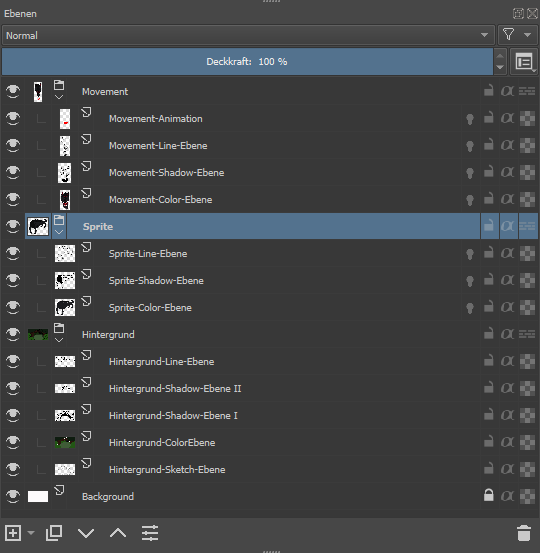 Ebenen
Normal
Deckkraft: 100 %
Movement
Movement-Animation
Movement-Line-Ebene
Movement-Shadow-Ebene
Movement-Color-Ebene
Sprite
Sprite-Line-Ebene
Sprite-Shadow-Ebene
Sprite-Color-Ebene
Hintergrund
Hintergrund-Line-Ebene
Hintergrund-Shadow-Ebene II
Hintergrund-Shadow-Ebene I
Hintergrund-ColorEbene
Hintergrund-Sketch-Ebene
Background